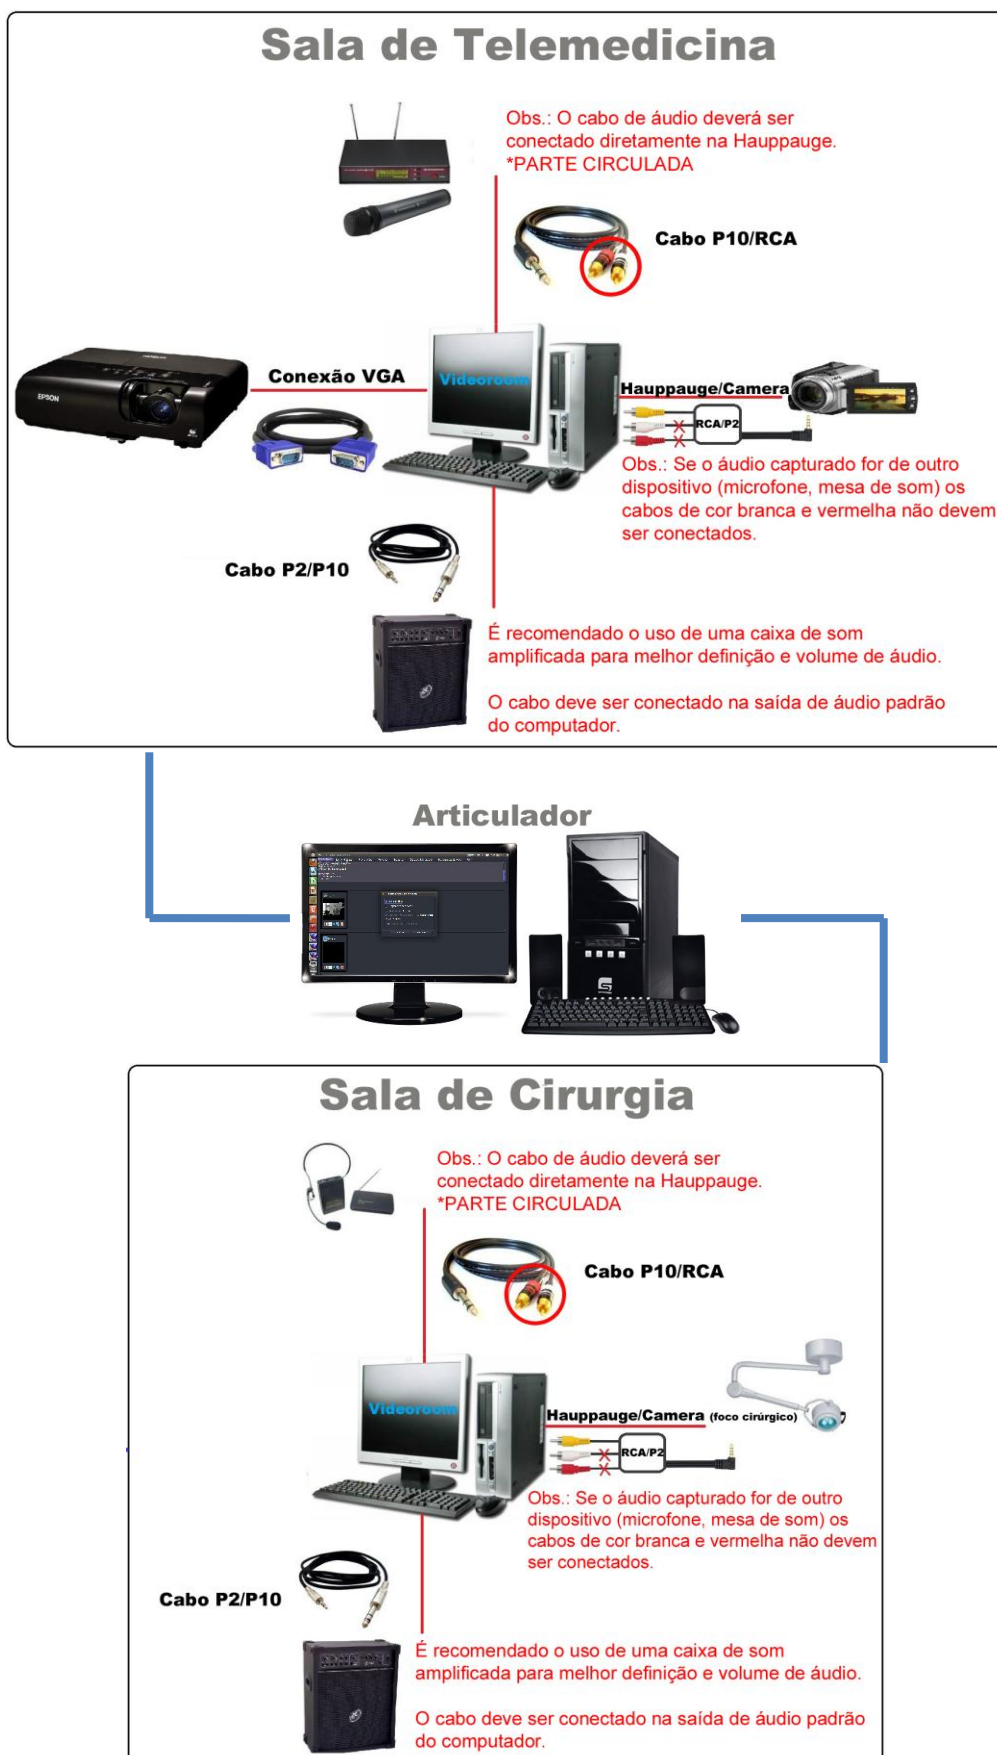 Sala de Telemedicina
Obs.: O cabo de áudio deverá ser
conectado diretamente na Hauppauge.
*PARTE CIRCULADA
Cabo P10/RCA
EPSON
Conexão VGA
Videoroom
Hauppauge/Camera
RCA/P2
Obs.: Se o áudio capturado for de outro
dispositivo (microfone, mesa de som) os
cabos de cor branca e vermelha não devem
ser conectados.
Cabo P2/P10
É recomendado o uso de uma caixa de som
amplificada para melhor definição e volume de áudio.
O cabo deve ser conectado na saída de áudio padrão
do computador.
Articulador
Sala de Cirurgia
Obs.: O cabo de áudio deverá ser
conectado diretamente na Hauppauge.
*PARTE CIRCULADA
Cabo P10/RCA
Videoroom
Hauppauge/Camera (foco cirúrgico)
RCA/P2
Obs.: Se o áudio capturado for de outro
dispositivo (microfone, mesa de som) os
cabos de cor branca e vermelha não devem
ser conectados.
Cabo P2/P10
É recomendado o uso de uma caixa de som
amplificada para melhor definição e volume de áudio.
O cabo deve ser conectado na saída de áudio padrão
do computador.